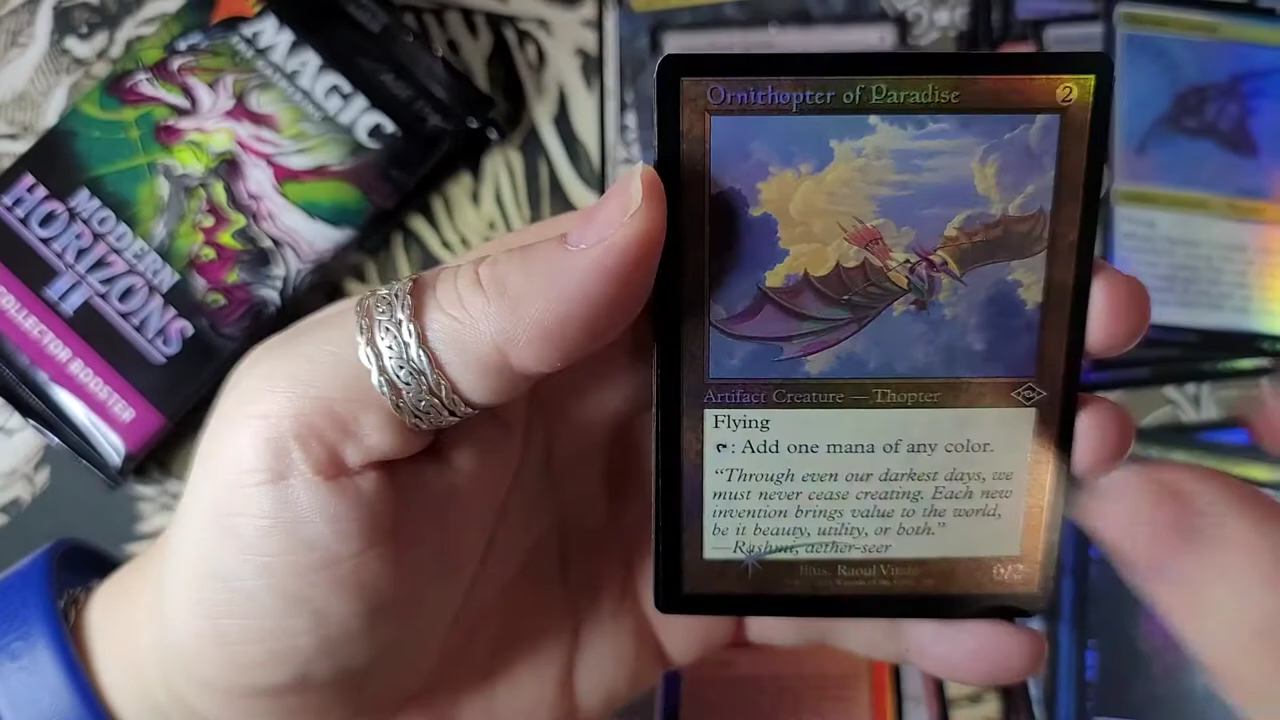 MAGIC
MODERN
HORIZONS
II
COLLECTOR BOOSTER
Ornithopter of Paradise 2
Artifact Creature — Thopter
Flying
: Add one mana of any color.
"Through even our darkest days, we
must never cease creating. Each new
invention brings value to the world,
be it beauty, utility, or both."
—Rashmi, aether-seer
Illus. Raoul Vitale
0/2